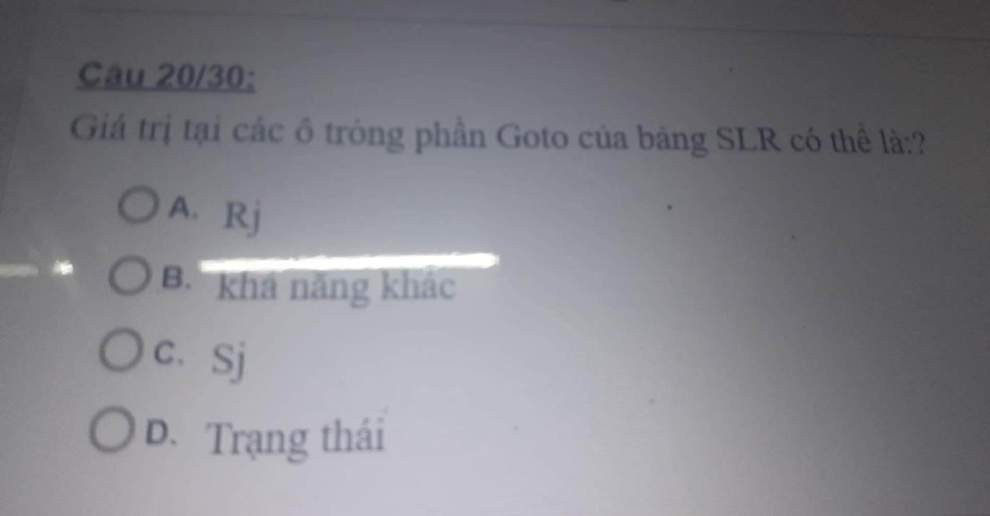 Câu 20/30:
Giá trị tại các ô tròng phần Goto của bảng SLR có thể là:?
A. Rj
B. khả năng khác
C. Sj
D. Trạng thái